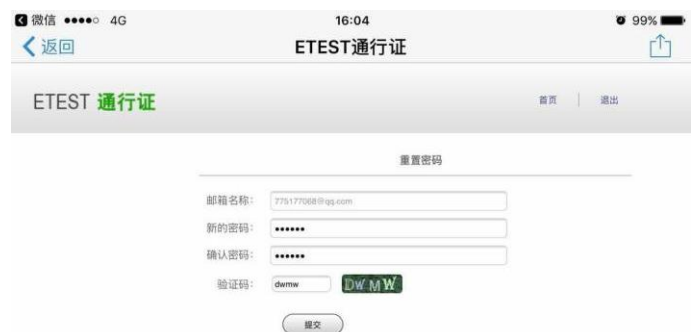 微信 4G 16:04 99%
返回 ETEST通行证
ETEST 通行证 首页 | 退出
重置密码
邮箱名称: 775177068@qq.com
新的密码: ••••••
确认密码: ••••••
验证码: dwmw DWMW
提交